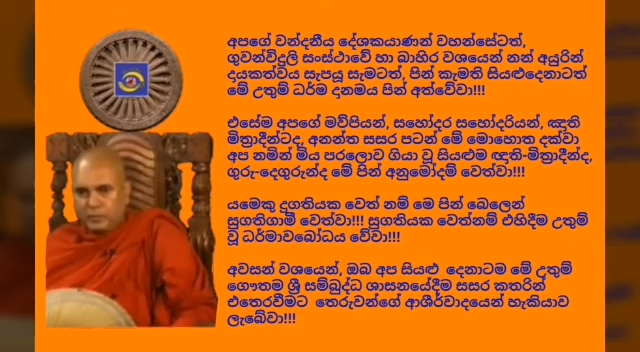 අපගේ වන්දනීය දේශකයාණන් වහන්සේටත්,
ගුවන්විදුලි සංස්ථාවේ හා බාහිර වශයෙන් නන් අයුරින්
දායකත්වය සැපයූ සැමටත්, පින් කැමති සියළුදෙනාටත්
මේ උතුම් ධර්ම දානමය පින් අත්වේවා!!!
එසේම අපගේ මව්පියන්, සහෝදර සහෝදරියන්, ඤාති
මිත්‍රාදීන්ටද, අනන්ත සසර පටන් මේ මොහොත දක්වා
අප නමින් මිය පරලොව ගියා වූ සියළුම ඤාති-මිත්‍රාදීන්ද,
ගුරු-දෙගුරුන්ද මේ පින් අනුමෝදම් වෙත්වා!!!
යමෙකු දුගතියක වෙත් නම් මෙ පින් බෙලෙන්
සුගතිගාමී වෙත්වා!!! සුගතියක වෙත්නම් එහිදීම උතුම්
වූ ධර්මාවබෝධය වේවා!!!
අවසන් වශයෙන්, ඔබ අප සියළු දෙනාටම මේ උතුම්
ගෞතම ශ්‍රී සම්බුද්ධ ශාසනයේදීම සසර කතරින්
එතෙරවීමට තෙරුවන්ගේ ආශීර්වාදයෙන් හැකියාව
ලැබේවා!!!